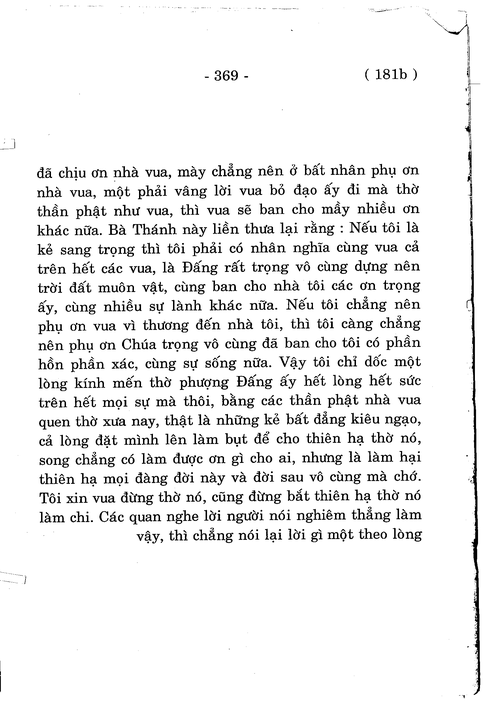 - 369 -
( 181b )
đã chịu ơn nhà vua, mày chẳng nên ở bất nhân phụ ơn
nhà vua, một phải vâng lời vua bỏ đạo ấy đi mà thờ
thần phật như vua, thì vua sẽ ban cho mầy nhiều ơn
khác nữa. Bà Thánh này liền thưa lại rằng : Nếu tôi là
kẻ sang trọng thì tôi phải có nhân nghĩa cùng vua cả
trên hết các vua, là Đấng rất trọng vô cùng dựng nên
trời đất muôn vật, cùng ban cho nhà tôi các ơn trọng
ấy, cùng nhiều sự lành khác nữa. Nếu tôi chẳng nên
phụ ơn vua vì thương đến nhà tôi, thì tôi càng chẳng
nên phụ ơn Chúa trọng vô cùng đã ban cho tôi có phần
hồn phần xác, cùng sự sống nữa. Vậy tôi chỉ dốc một
lòng kính mến thờ phượng Đấng ấy hết lòng hết sức
trên hết mọi sự mà thôi, bằng các thần phật nhà vua
quen thờ xưa nay, thật là những kẻ bất đẳng kiêu ngạo,
cả lòng đặt mình lên làm bụt để cho thiên hạ thờ nó,
song chẳng có làm được ơn gì cho ai, nhưng là làm hại
thiên hạ mọi đàng đời này và đời sau vô cùng mà chớ.
Tôi xin vua đừng thờ nó, cũng đừng bắt thiên hạ thờ nó
làm chi. Các quan nghe lời người nói nghiêm thẳng làm
vậy, thì chẳng nói lại lời gì một theo lòng